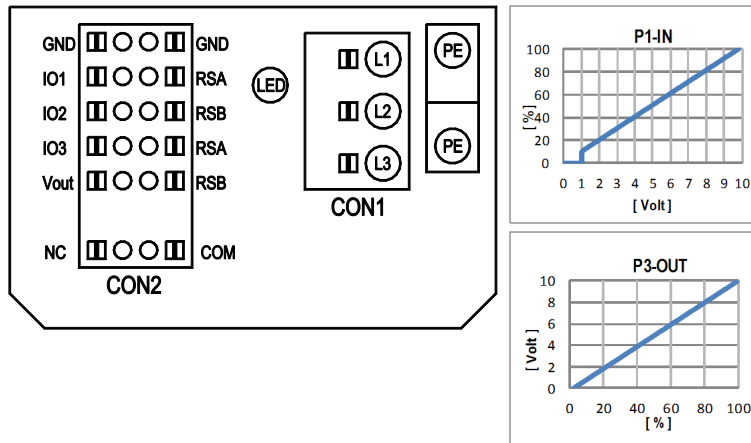 GND GND
IO1 RSA
IO2 RSB
IO3 RSA
Vout RSB
NC COM
CON2
LED
L1
L2
L3
CON1
PE
PE
P1-IN
[ %]
100
80
60
40
20
0
0 1 2 3 4 5 6 7 8 9 10
[ Volt ]
P3-OUT
[ Volt ]
10
8
6
4
2
0
0 20 40 60 80 100
[ % ]